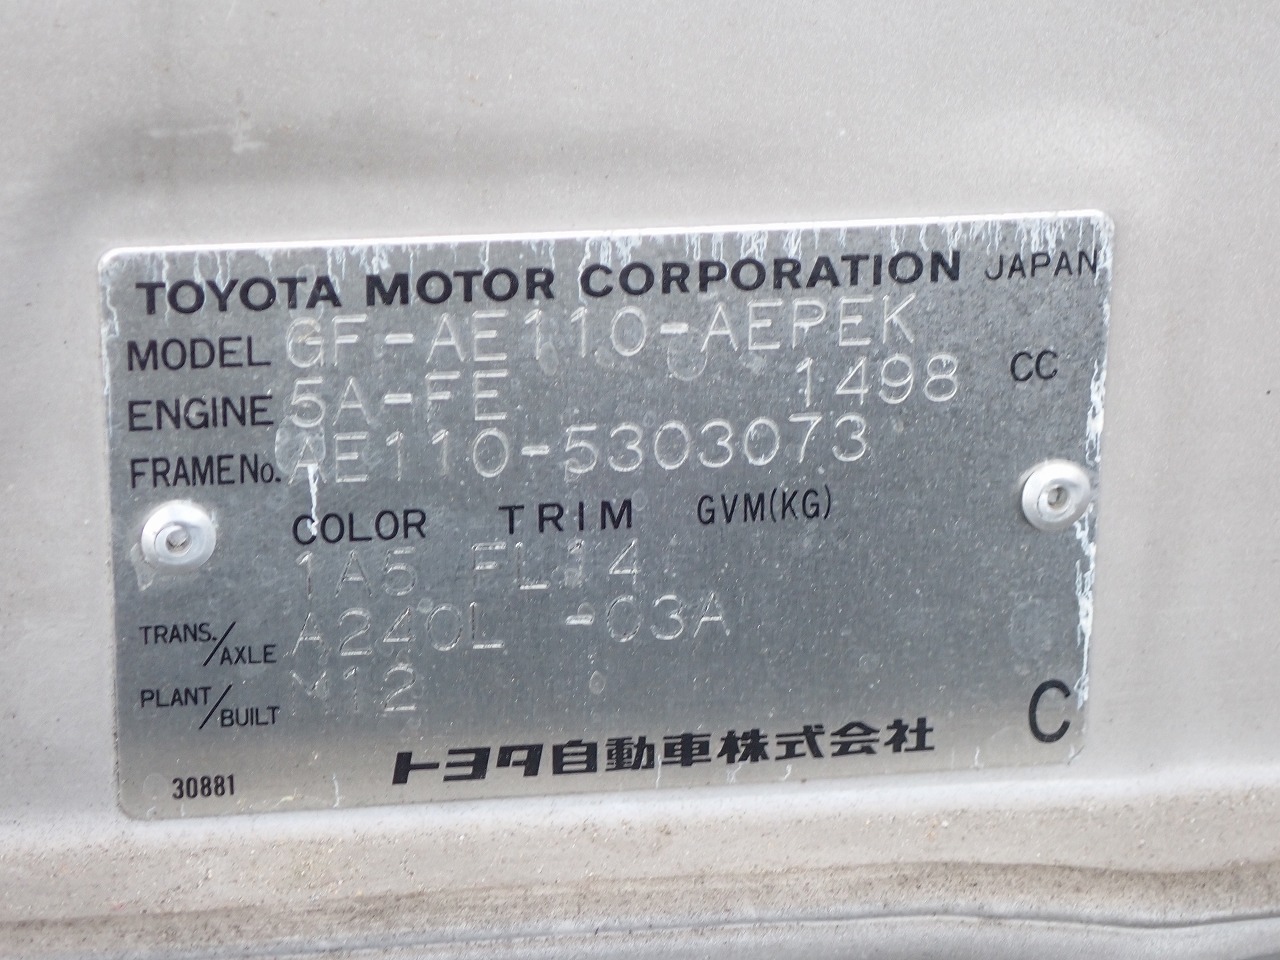 TOYOTA MOTOR CORPORATION JAPAN
MODEL GF-AE110-AEPEK
ENGINE 5A-FE 1498 CC
FRAME No. AE110-5303073
COLOR TRIM GVM(KG)
1A5 FL14
TRANS./AXLE A240L -03A
PLANT/BUILT M12
C
トヨタ自動車株式会社
30881